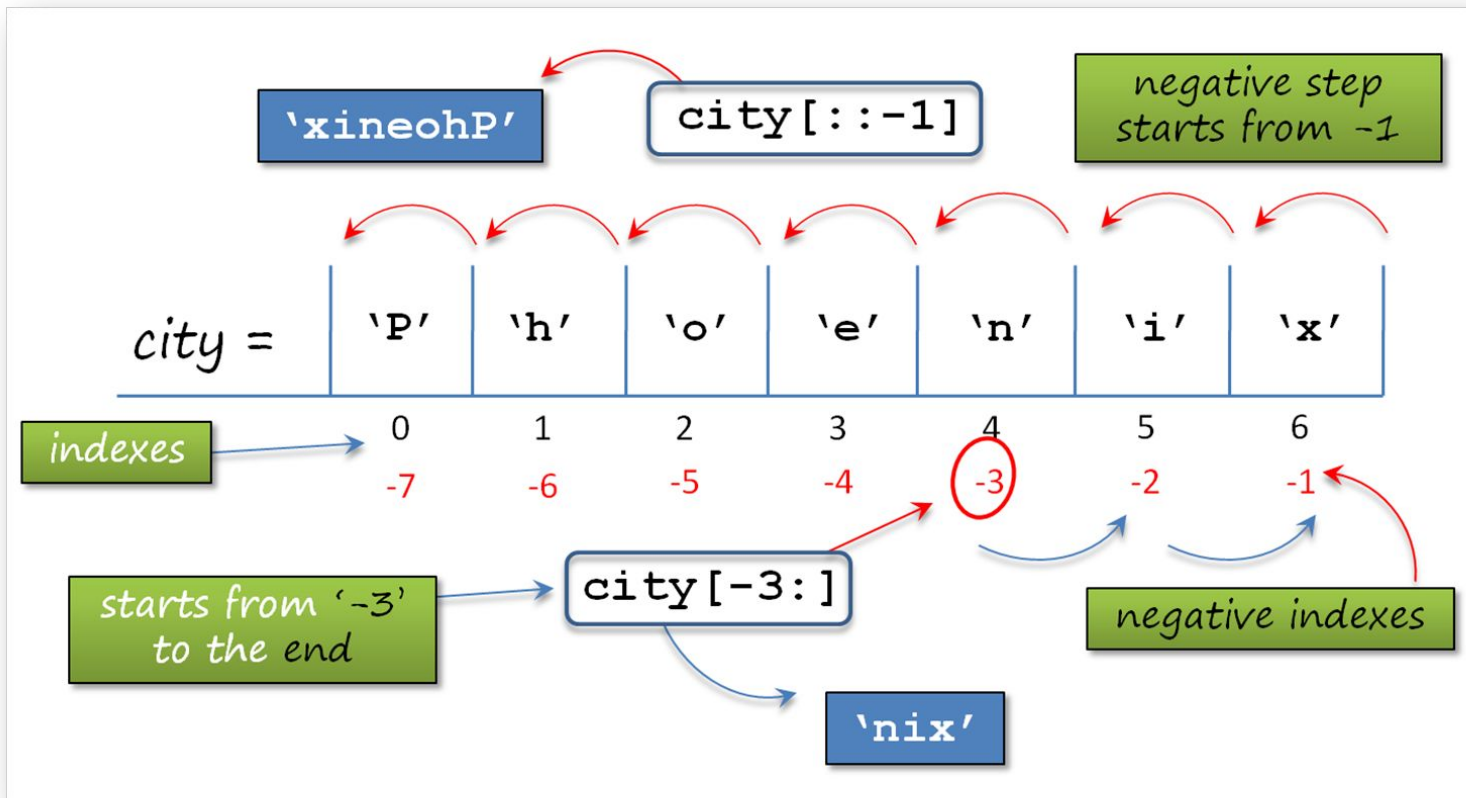 ‘xineohP’
city[::-1]
negative step
starts from -1
city =
‘P’ ‘h’ ‘o’ ‘e’ ‘n’ ‘i’ ‘x’
indexes
0 1 2 3 4 5 6
-7 -6 -5 -4 -3 -2 -1
starts from ‘-3’
to the end
city[-3:]
negative indexes
‘nix’